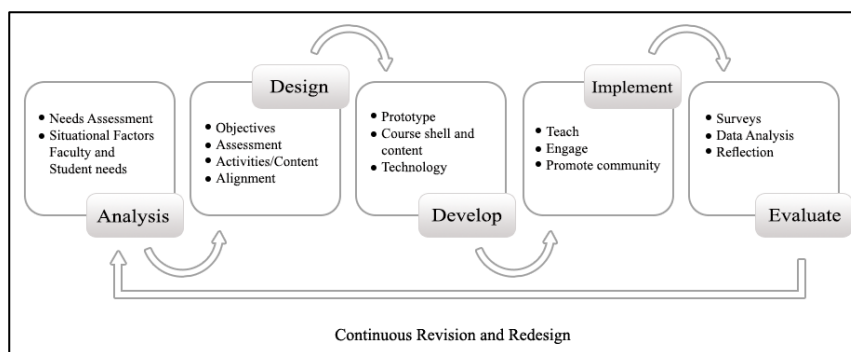 Analysis
Needs Assessment
Situational Factors
Faculty and
Student needs
Design
Objectives
Assessment
Activities/Content
Alignment
Develop
Prototype
Course shell and
content
Technology
Implement
Teach
Engage
Promote community
Evaluate
Surveys
Data Analysis
Reflection
Continuous Revision and Redesign